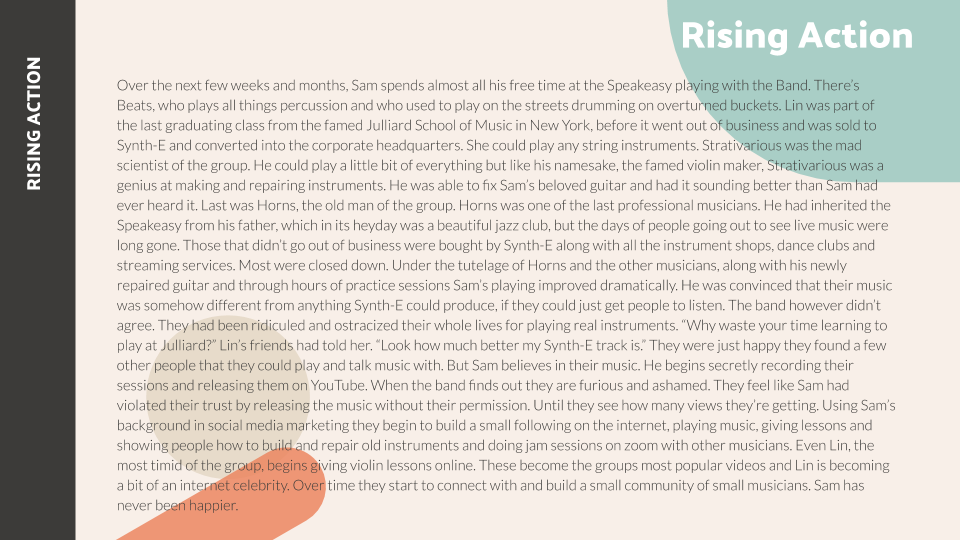 Rising Action
RISING ACTION
Over the next few weeks and months, Sam spends almost all his free time at the Speakeasy playing with the Band. There's
Beats, who plays all things percussion and who used to play on the streets drumming on overturned buckets. Lin was part of
the last graduating class from the famed Julliard School of Music in New York, before it went out of business and was sold to
Synth-E and converted into the corporate headquarters. She could play any string instruments. Strativarious was the mad
scientist of the group. He could play a little bit of everything but like his namesake, the famed violin maker, Strativarious was a
genius at making and repairing instruments. He was able to fix Sam's beloved guitar and had it sounding better than Sam had
ever heard it. Last was Horns, the old man of the group. Horns was one of the last professional musicians. He had inherited the
Speakeasy from his father, which in its heyday was a beautiful jazz club, but the days of people going out to see live music were
long gone. Those that didn't go out of business were bought by Synth-E along with all the instrument shops, dance clubs and
streaming services. Most were closed down. Under the tutelage of Horns and the other musicians, along with his newly
repaired guitar and through hours of practice sessions Sam's playing improved dramatically. He was convinced that their music
was somehow different from anything Synth-E could produce, if they could just get people to listen. The band however didn't
agree. They had been ridiculed and ostracized their whole lives for playing real instruments. "Why waste your time learning to
play at Julliard?" Lin's friends had told her. "Look how much better my Synth-E track is." They were just happy they found a few
other people that they could play and talk music with. But Sam believes in their music. He begins secretly recording their
sessions and releasing them on YouTube. When the band finds out they are furious and ashamed. They feel like Sam had
violated their trust by releasing the music without their permission. Until they see how many views they're getting. Using Sam's
background in social media marketing they begin to build a small following on the internet, playing music, giving lessons and
showing people how to build and repair old instruments and doing jam sessions on zoom with other musicians. Even Lin, the
most timid of the group, begins giving violin lessons online. These become the groups most popular videos and Lin is becoming
a bit of an internet celebrity. Over time they start to connect with and build a small community of small musicians. Sam has
never been happier.